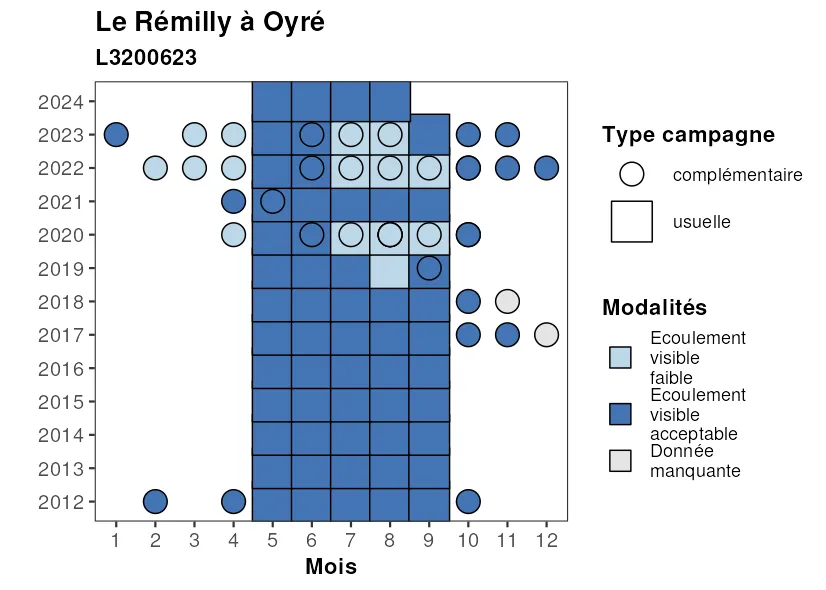 Le Rémilly à Oyré
L3200623
2024
2023
2022
2021
2020
2019
2018
2017
2016
2015
2014
2013
2012
1 2 3 4 5 6 7 8 9 10 11 12
Mois
Type campagne
complémentaire
usuelle
Modalités
Ecoulement
visible
faible
Ecoulement
visible
acceptable
Donnée
manquante